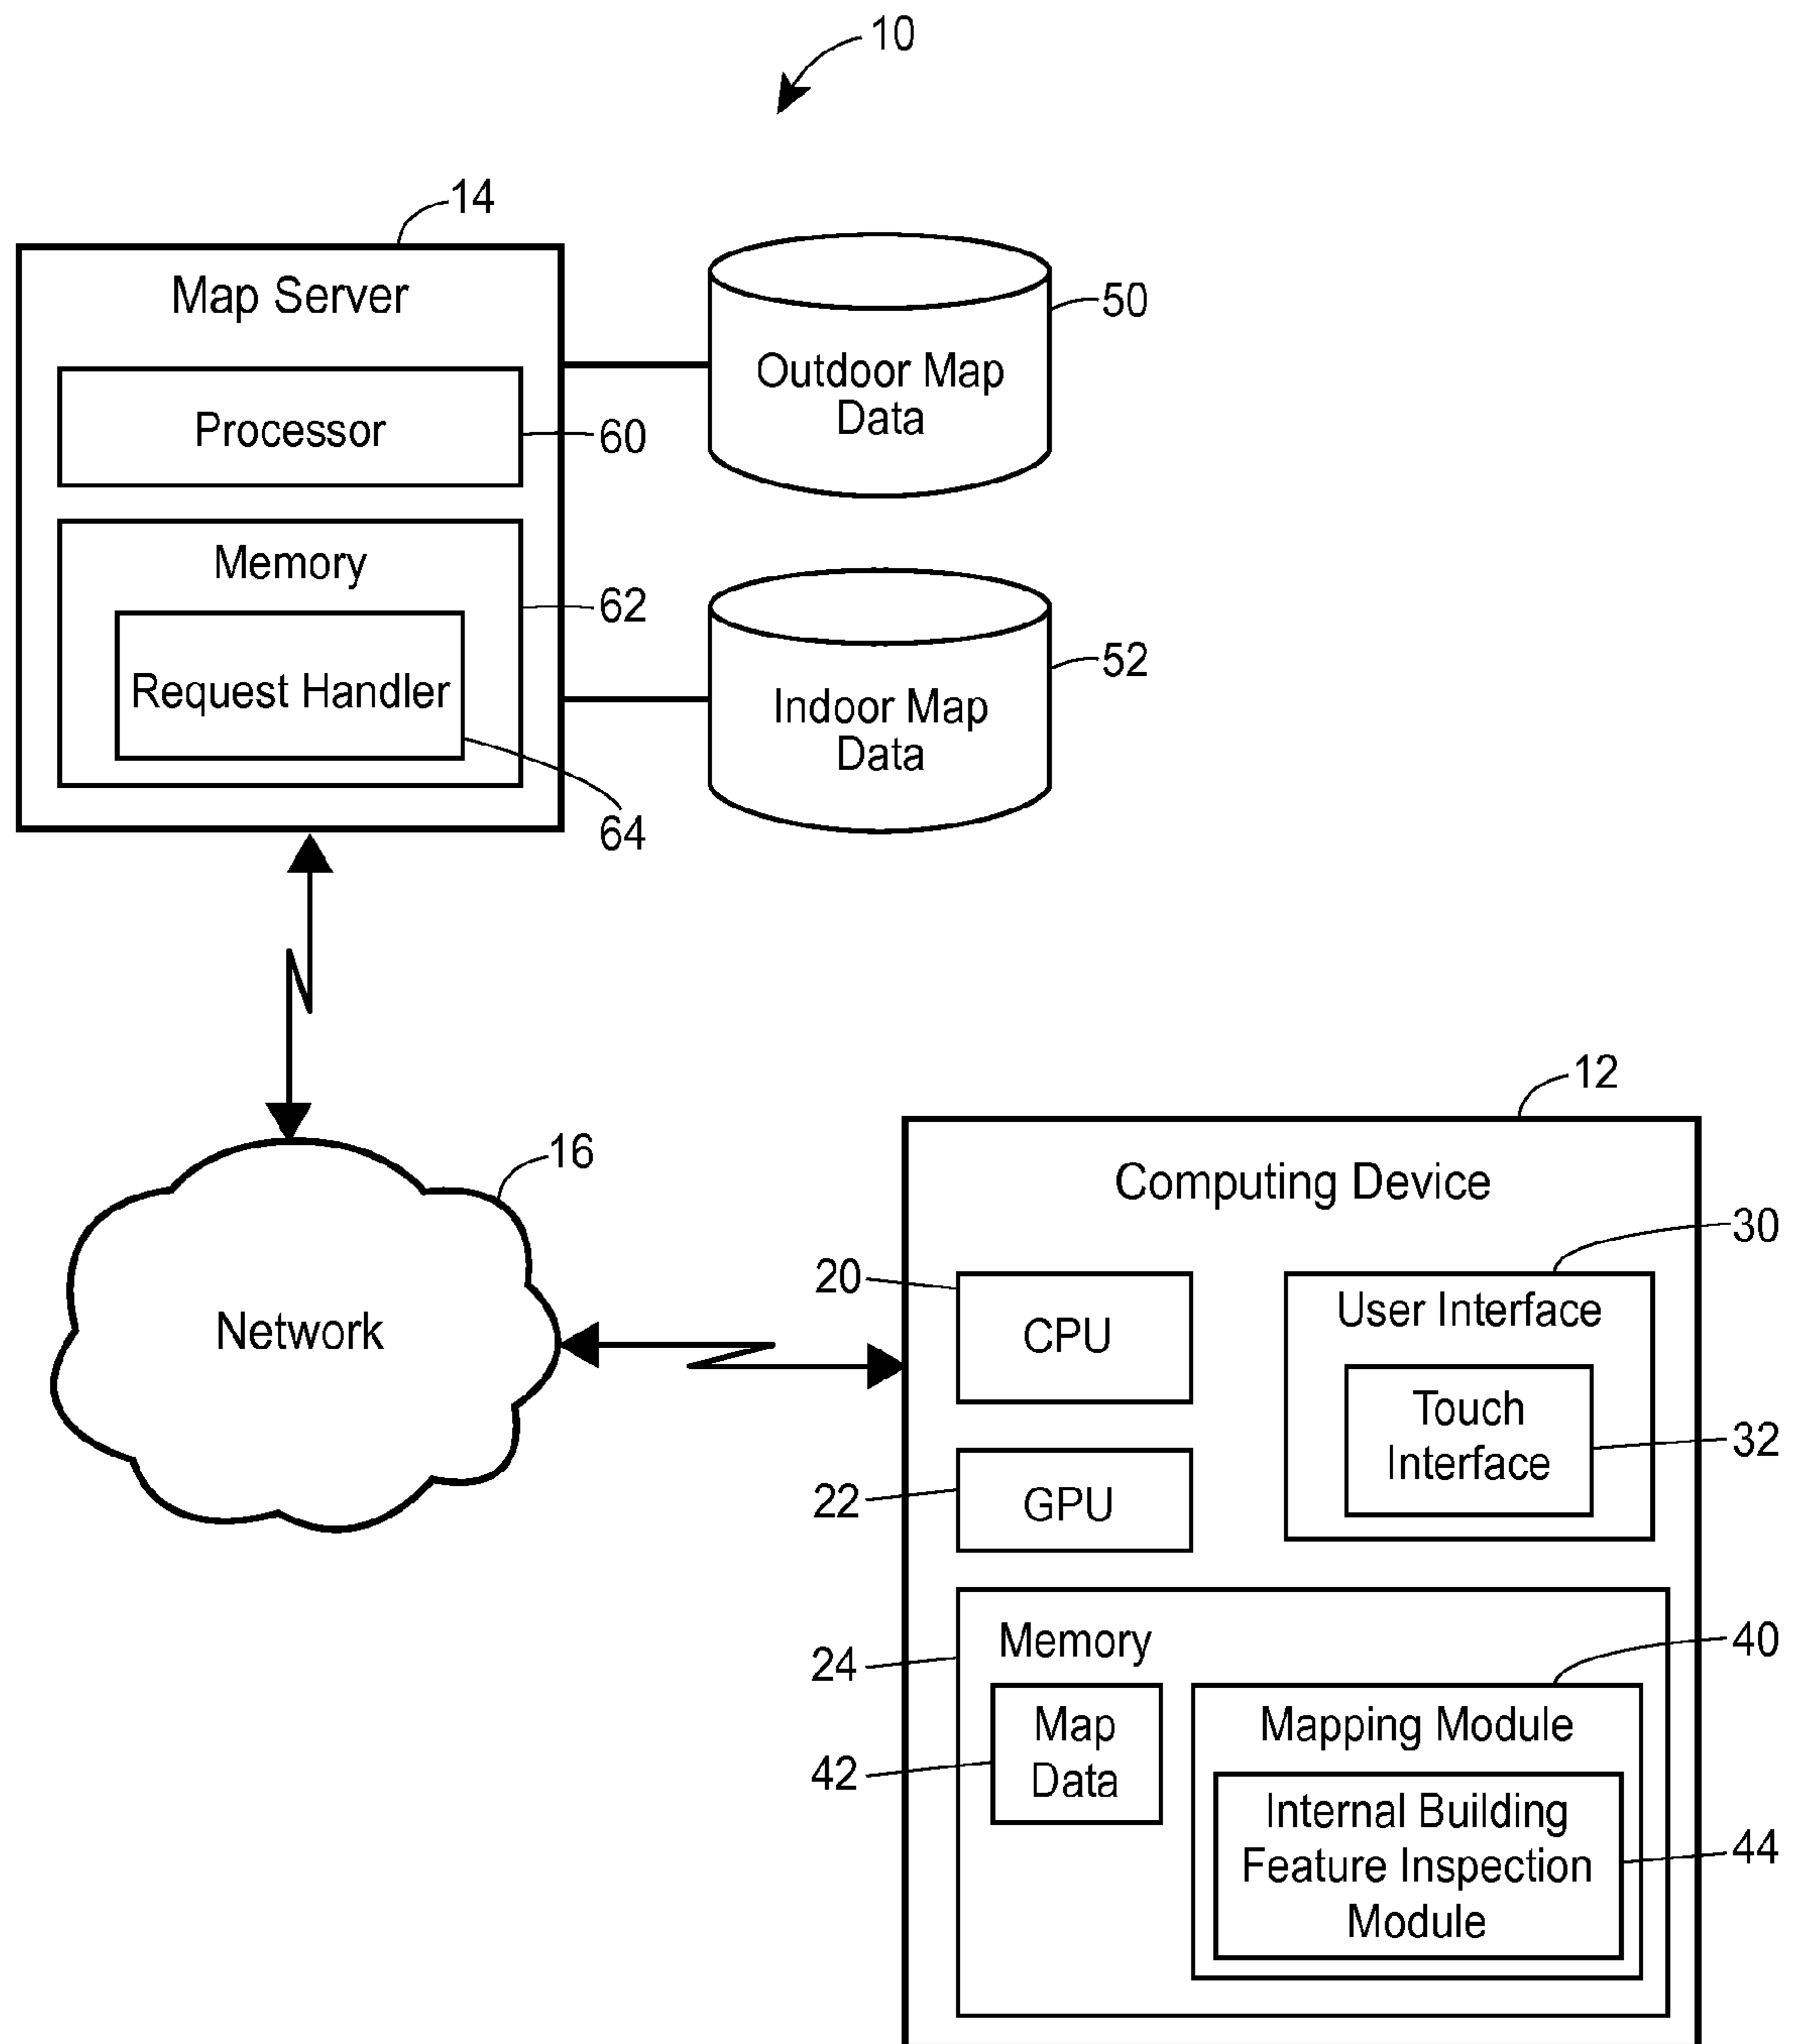 10
14
Map Server
Processor
60
Memory
62
Request Handler
64
50
Outdoor Map
Data
52
Indoor Map
Data
16
Network
12
Computing Device
20
CPU
22
GPU
30
User Interface
Touch
Interface
32
24
Memory
42
Map
Data
40
Mapping Module
Internal Building
Feature Inspection
Module
44